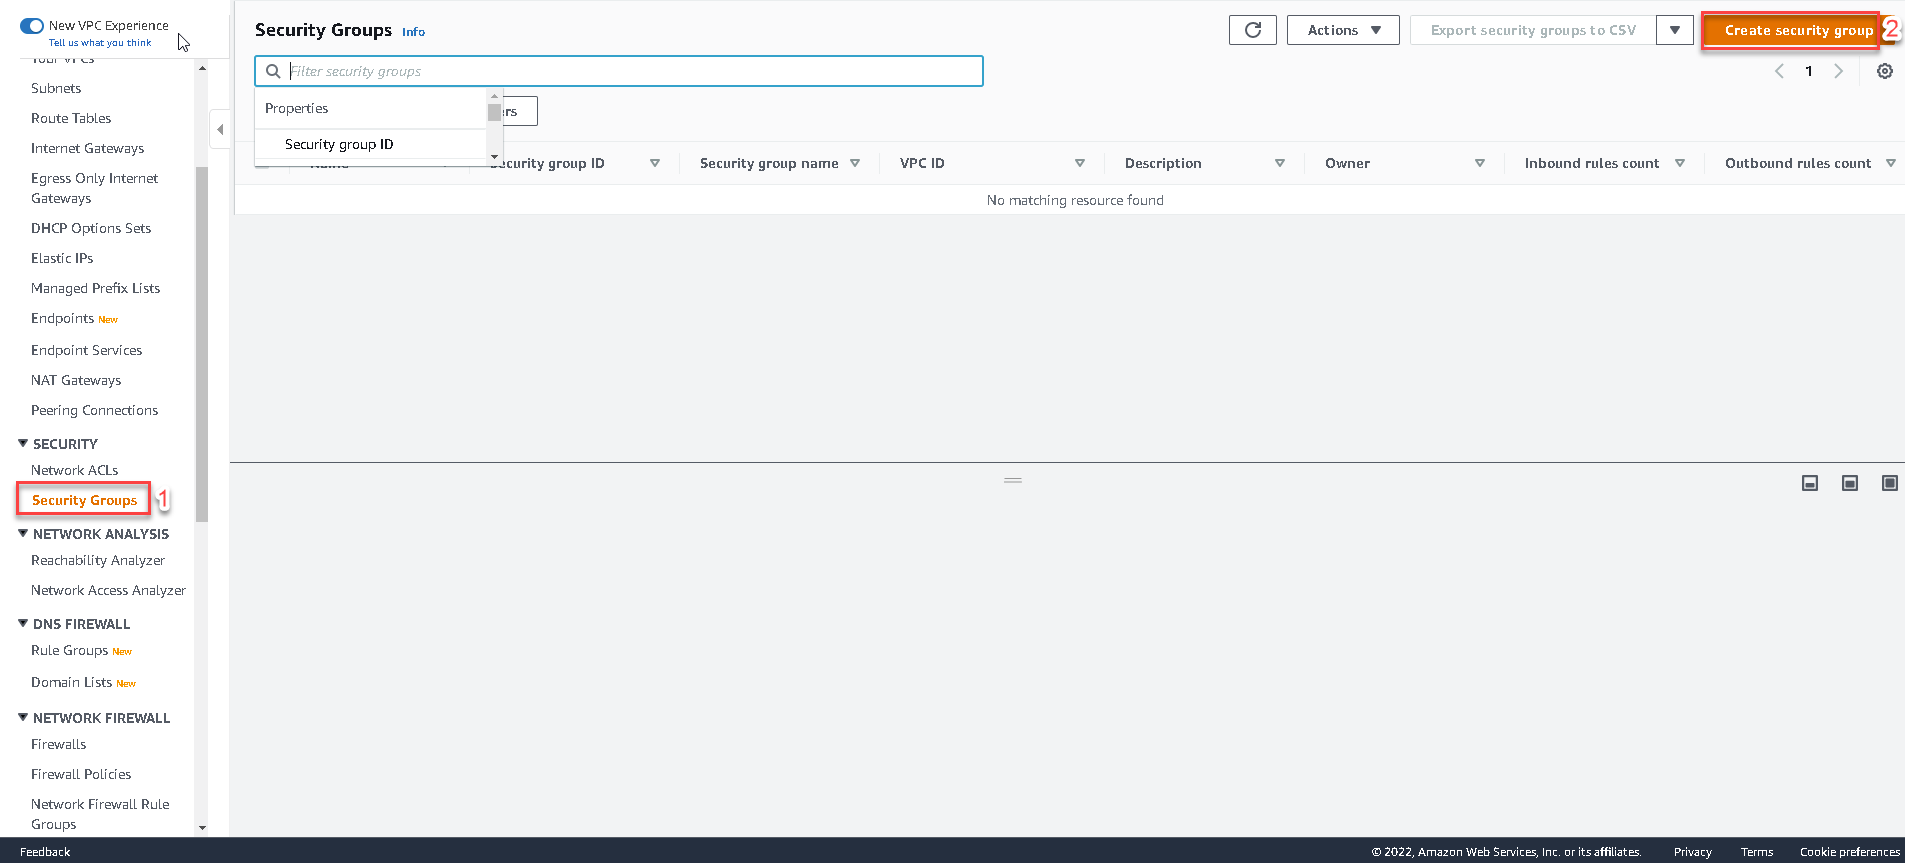 New VPC Experience
Tell us what you think
Your VPCs
Subnets
Route Tables
Internet Gateways
Egress Only Internet
Gateways
DHCP Options Sets
Elastic IPs
Managed Prefix Lists
Endpoints New
Endpoint Services
NAT Gateways
Peering Connections
SECURITY
Network ACLs
Security Groups 1
NETWORK ANALYSIS
Reachability Analyzer
Network Access Analyzer
DNS FIREWALL
Rule Groups New
Domain Lists New
NETWORK FIREWALL
Firewalls
Firewall Policies
Network Firewall Rule
Groups
Security Groups Info
Actions
Export security groups to CSV
Create security group 2
Filter security groups
1
Properties
Security group ID
Name
Security group ID
Security group name
VPC ID
Description
Owner
Inbound rules count
Outbound rules count
No matching resource found
Feedback
© 2022, Amazon Web Services, Inc. or its affiliates.
Privacy
Terms
Cookie preferences